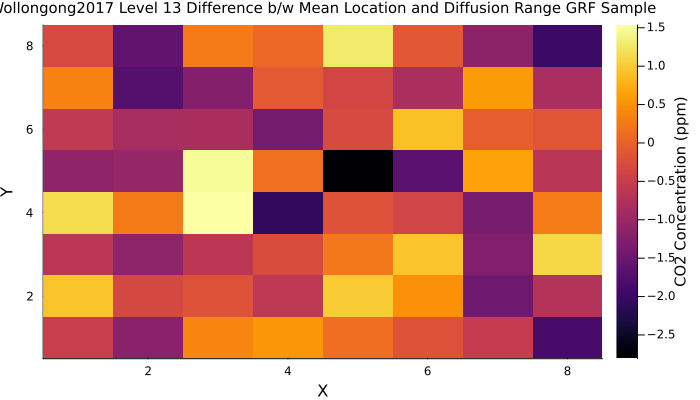 Wollongong2017 Level 13 Difference b/w Mean Location and Diffusion Range GRF Sample
8
6
4
2
Y
2 4 6 8
X
1.5
1.0
0.5
0
−0.5
−1.0
−1.5
−2.0
−2.5
CO2 Concentration (ppm)